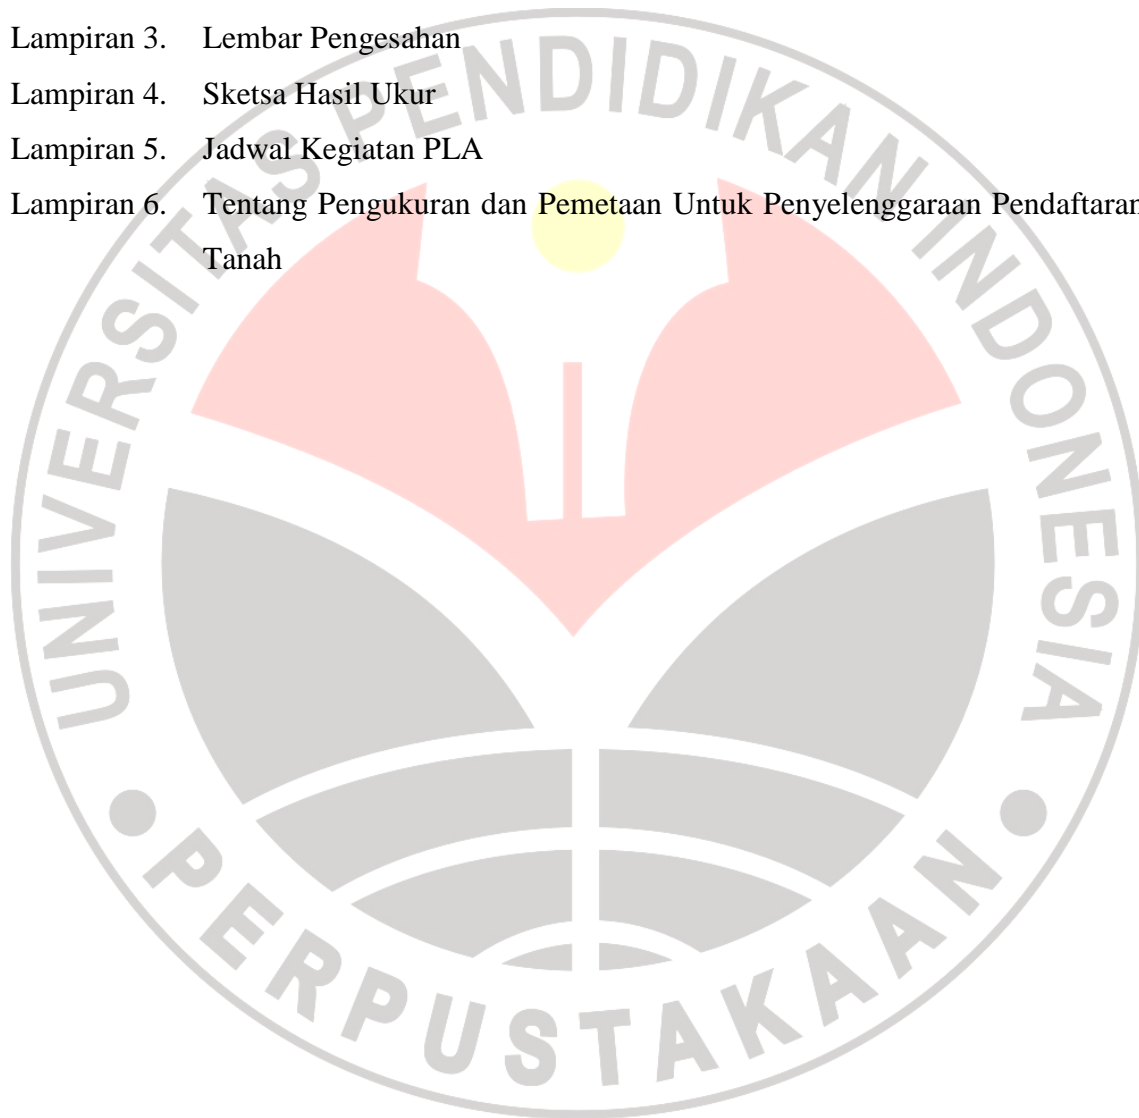 Lampiran 3. Lembar Pengesahan
Lampiran 4. Sketsa Hasil Ukur
Lampiran 5. Jadwal Kegiatan PLA
Lampiran 6. Tentang Pengukuran dan Pemetaan Untuk Penyelenggaraan Pendaftaran
Tanah
UNIVERSITAS PENDIDIKAN INDONESIA
PERPUSTAKAAN